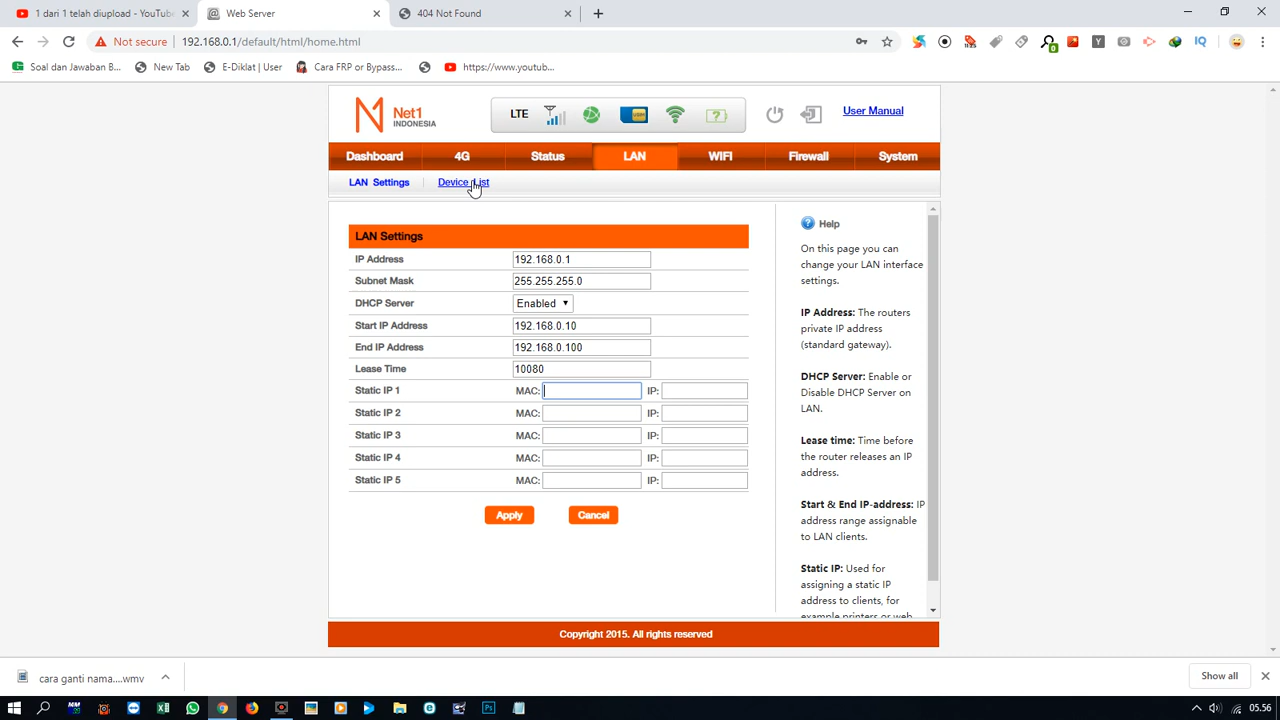 1 dari 1 telah diupload - YouTube
Web Server
404 Not Found
Not secure
192.168.0.1/default/html/home.html
Soal dan Jawaban B...
New Tab
E-Diklat | User
Cara FRP or Bypass...
https://www.youtub...
Net1
INDONESIA
LTE
User Manual
Dashboard
4G
Status
LAN
WIFI
Firewall
System
LAN Settings
Device List
LAN Settings
IP Address
192.168.0.1
Subnet Mask
255.255.255.0
DHCP Server
Enabled
Start IP Address
192.168.0.10
End IP Address
192.168.0.100
Lease Time
10080
Static IP 1
MAC:
IP:
Static IP 2
MAC:
IP:
Static IP 3
MAC:
IP:
Static IP 4
MAC:
IP:
Static IP 5
MAC:
IP:
Apply
Cancel
Help
On this page you can
change your LAN interface
settings.
IP Address: The routers
private IP address
(standard gateway).
DHCP Server: Enable or
Disable DHCP Server on
LAN.
Lease time: Time before
the router releases an IP
address.
Start & End IP-address: IP
address range assignable
to LAN clients.
Static IP: Used for
assigning a static IP
address to clients, for
example printers or web
Copyright 2015. All rights reserved
cara ganti nama....wmv
Show all
05.56